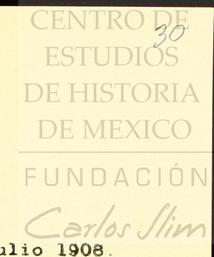 CENTRO DE
30
ESTUDIOS
DE HISTORIA
DE MEXICO
FUNDACIÓN
Carlos Slim
ulio 1908.